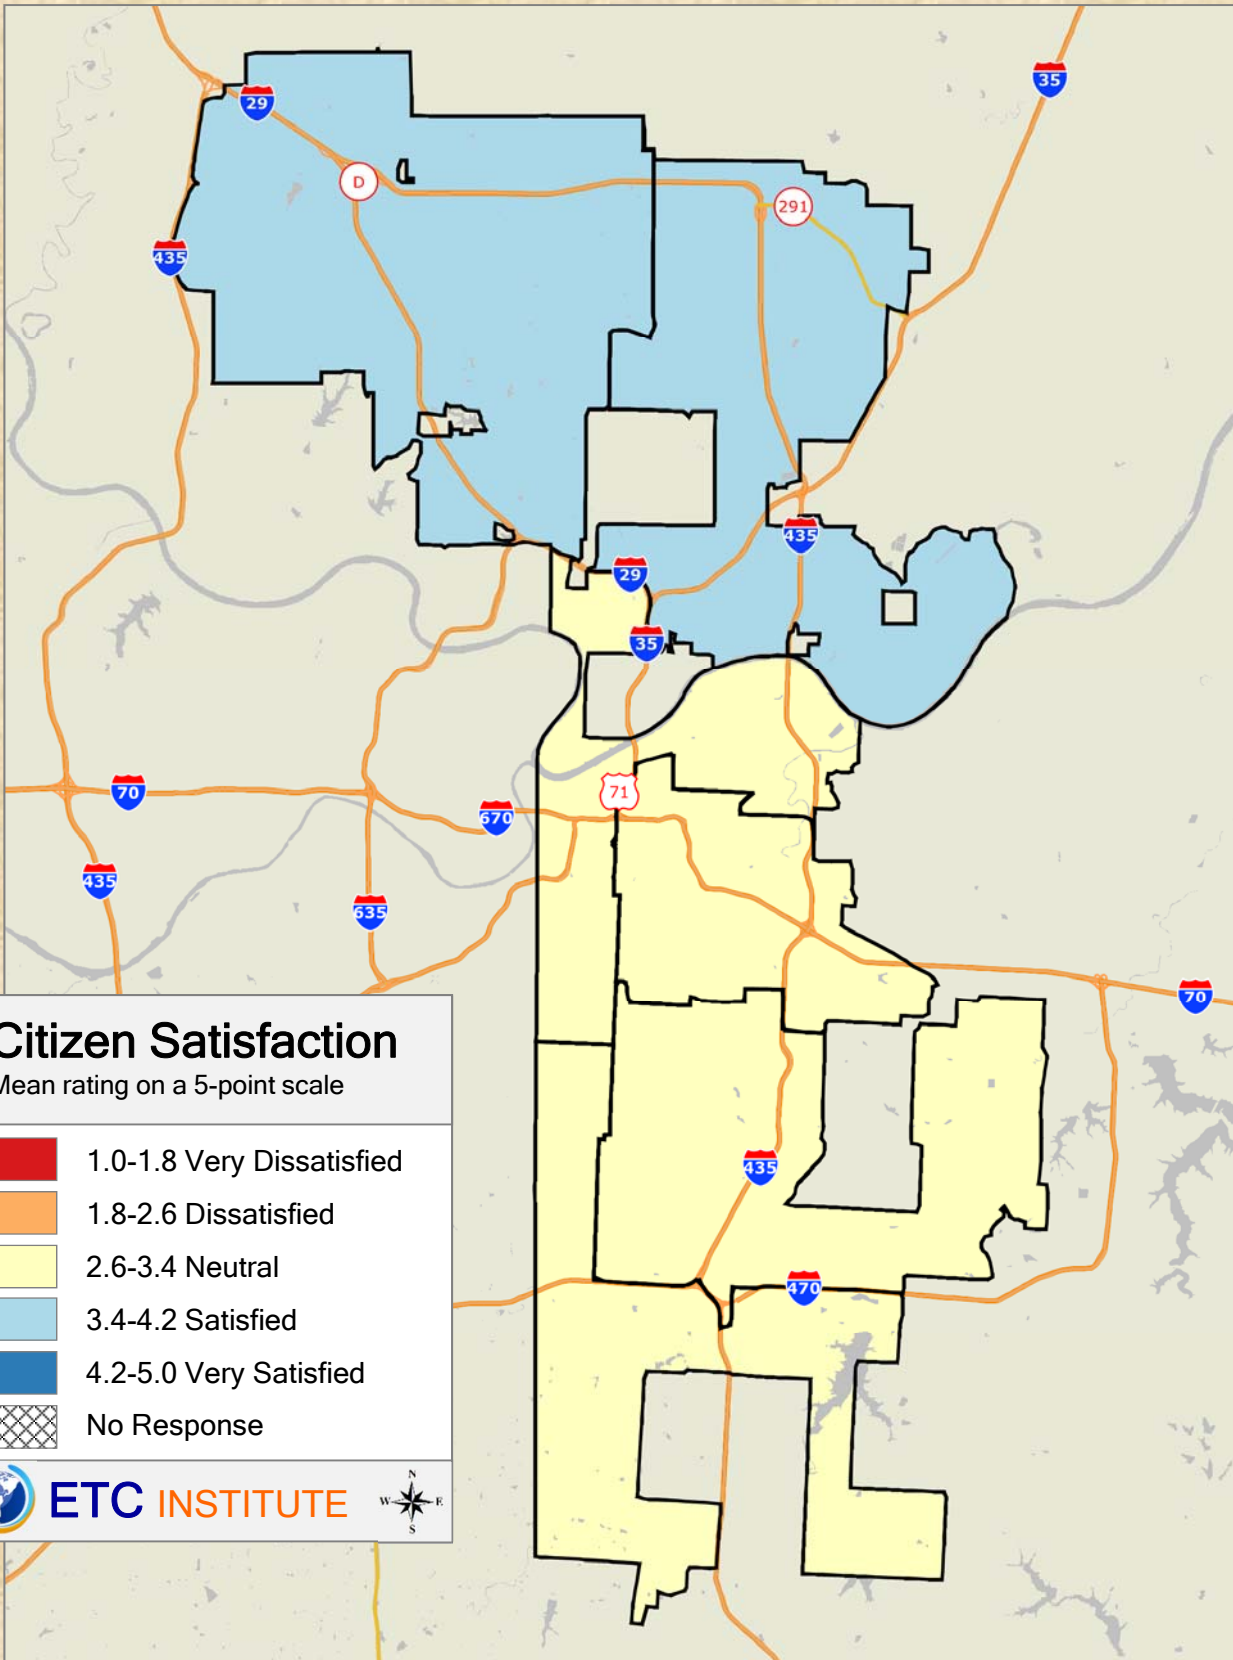 35
29
D
291
435
435
29
35
71
70
670
435
635
70
Citizen Satisfaction
Mean rating on a 5-point scale
1.0-1.8 Very Dissatisfied
435
1.8-2.6 Dissatisfied
2.6-3.4 Neutral
470
3.4-4.2 Satisfied
4.2-5.0 Very Satisfied
No Response
ETC INSTITUTE
N
W E
S